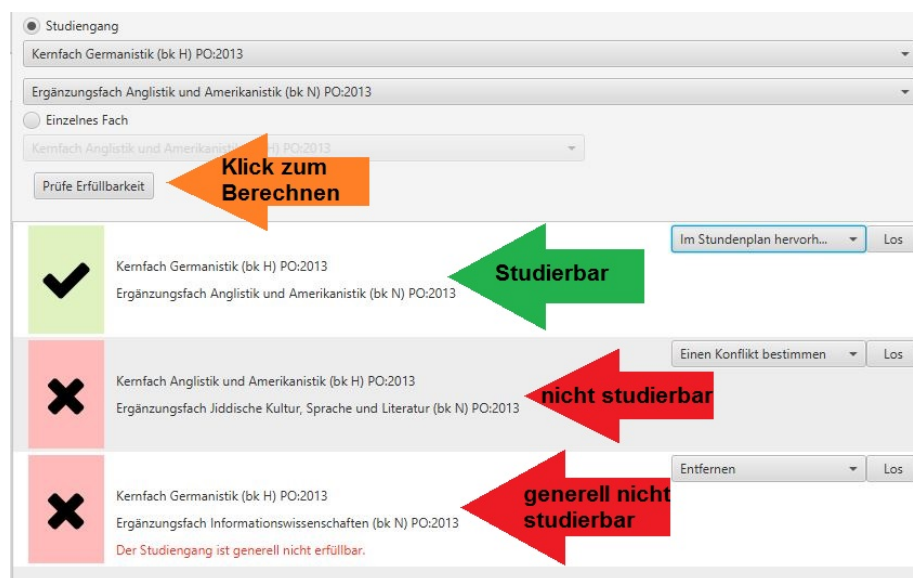 Studiengang
Kernfach Germanistik (bk H) PO:2013
Ergänzungsfach Anglistik und Amerikanistik (bk N) PO:2013
Einzelnes Fach
Kernfach Anglistik und Amerikanistik (bk H) PO:2013
Klick zum
Berechnen
Prüfe Erfüllbarkeit
Im Stundenplan hervorh...
Los
Kernfach Germanistik (bk H) PO:2013
Ergänzungsfach Anglistik und Amerikanistik (bk N) PO:2013
Studierbar
Einen Konflikt bestimmen
Los
Kernfach Anglistik und Amerikanistik (bk H) PO:2013
Ergänzungsfach Jiddische Kultur, Sprache und Literatur (bk N) PO:2013
nicht studierbar
Entfernen
Los
Kernfach Germanistik (bk H) PO:2013
Ergänzungsfach Informationswissenschaften (bk N) PO:2013
Der Studiengang ist generell nicht erfüllbar.
generell nicht
studierbar